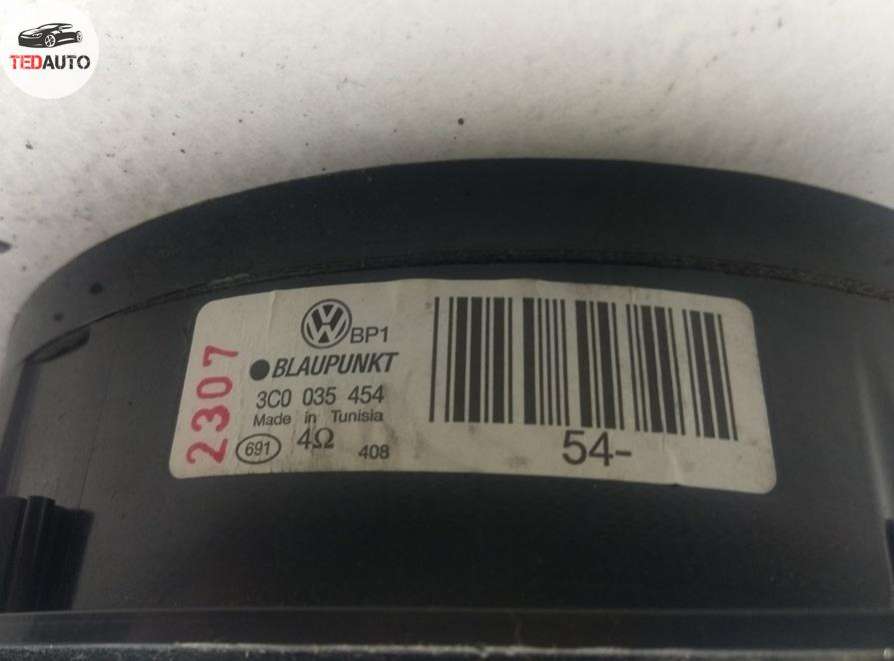 TEDAUTO
2307
BP1
BLAUPUNKT
3C0 035 454
Made in Tunisia
691 4Ω 408
54-